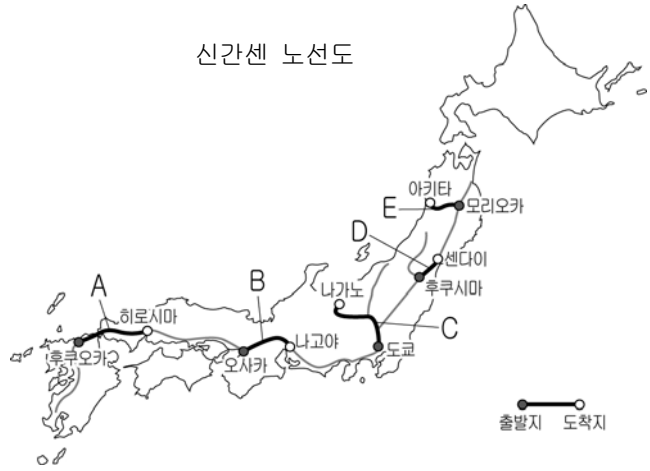 신간센 노선도
아키타
E
모리오카
D
센다이
후쿠시마
나가노
B
A
히로시마
C
후쿠오카
오사카
나고야
도쿄
출발지 도착지